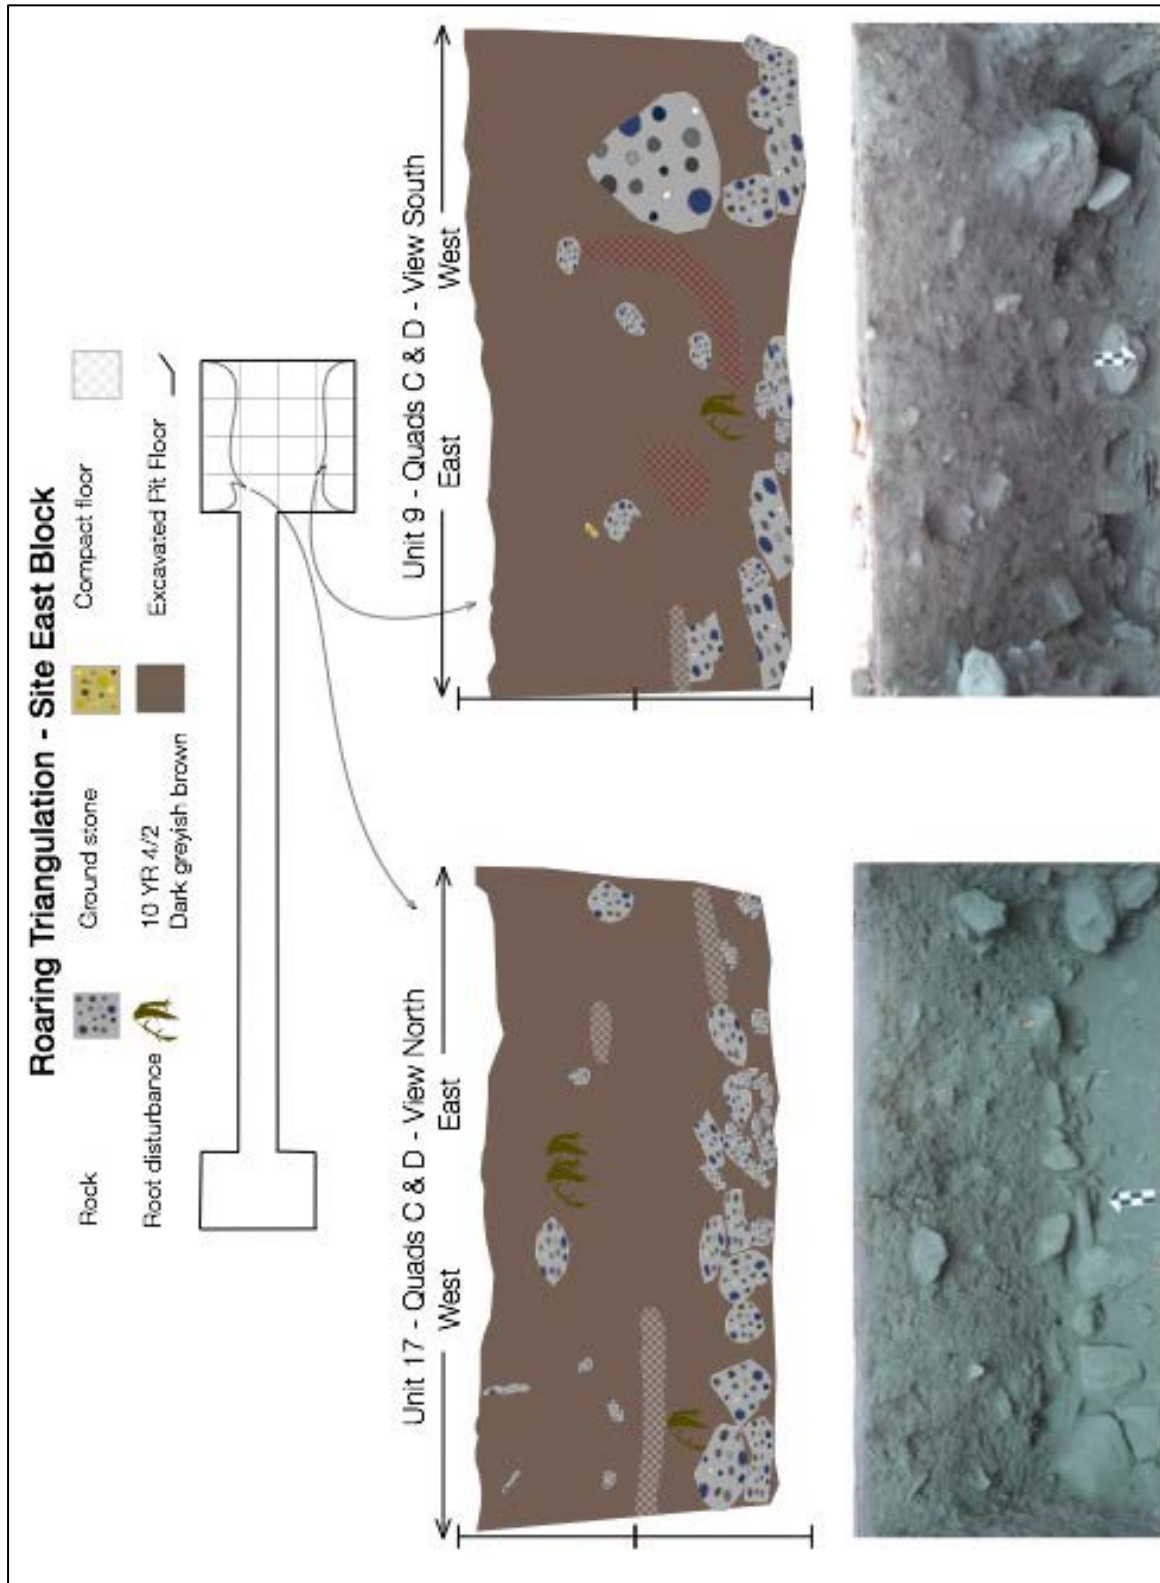 Roaring Triangulation - Site East Block
Rock
Ground stone
Compact floor
Root disturbance
10 YR 4/2
Dark greyish brown
Excavated Pit Floor
Unit 17 - Quads C & D - View North
West
East
Unit 9 - Quads C & D - View South
East
West